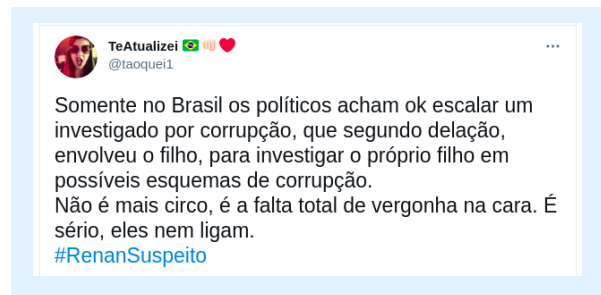 TeAtualizei 🇧🇷👊🏻❤️
@taoquei1
Somente no Brasil os políticos acham ok escalar um
investigado por corrupção, que segundo delação,
envolveu o filho, para investigar o próprio filho em
possíveis esquemas de corrupção.
Não é mais circo, é a falta total de vergonha na cara. É
sério, eles nem ligam.
#RenanSuspeito